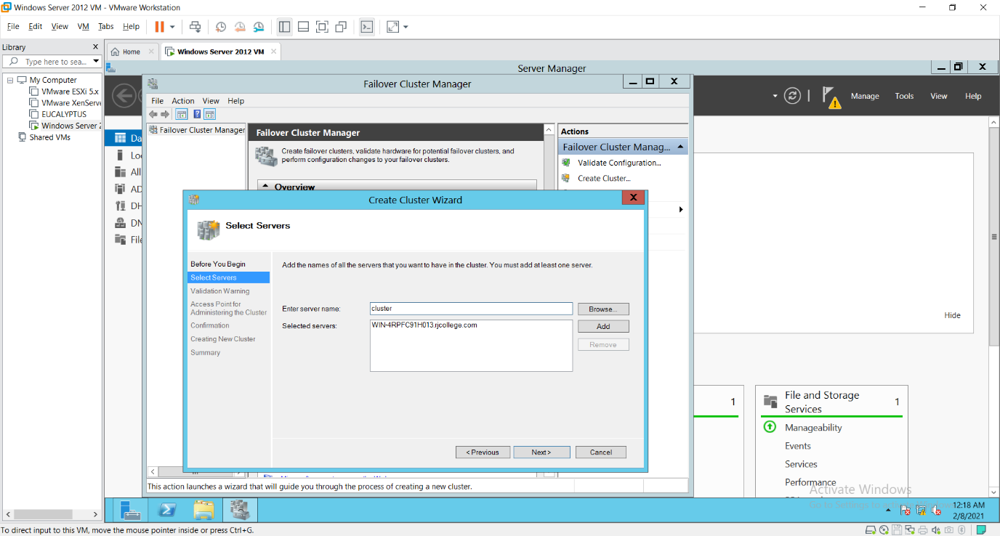 Windows Server 2012 VM - VMware Workstation
File Edit View VM Tabs Help
Library
Type here to sea...
Home
Windows Server 2012 VM
My Computer
VMware ESXi 5.x
VMware XenServe
EUCALYPTUS
Windows Server 2
Shared VMs
Server Manager
Manage Tools View Help
Da
Loc
All
AD
DH
DN
File
Failover Cluster Manager
File Action View Help
Failover Cluster Manager
Failover Cluster Manager
Create failover clusters, validate hardware for potential failover clusters, and
perform configuration changes to your failover clusters.
Overview
Actions
Failover Cluster Manag...
Validate Configuration...
Create Cluster...
Create Cluster Wizard
Select Servers
Before You Begin
Select Servers
Validation Warning
Access Point for
Administering the Cluster
Confirmation
Creating New Cluster
Summary
Add the names of all the servers that you want to have in the cluster. You must add at least one server.
Enter server name:
cluster
Browse...
Selected servers:
WIN-4RPFC91H013.rjcollege.com
Add
Remove
< Previous
Next >
Cancel
This action launches a wizard that will guide you through the process of creating a new cluster.
Hide
1
File and Storage
Services
1
Manageability
Events
Services
Performance
Activate Windows
12:18 AM
2/8/2021
To direct input to this VM, move the mouse pointer inside or press Ctrl+G.